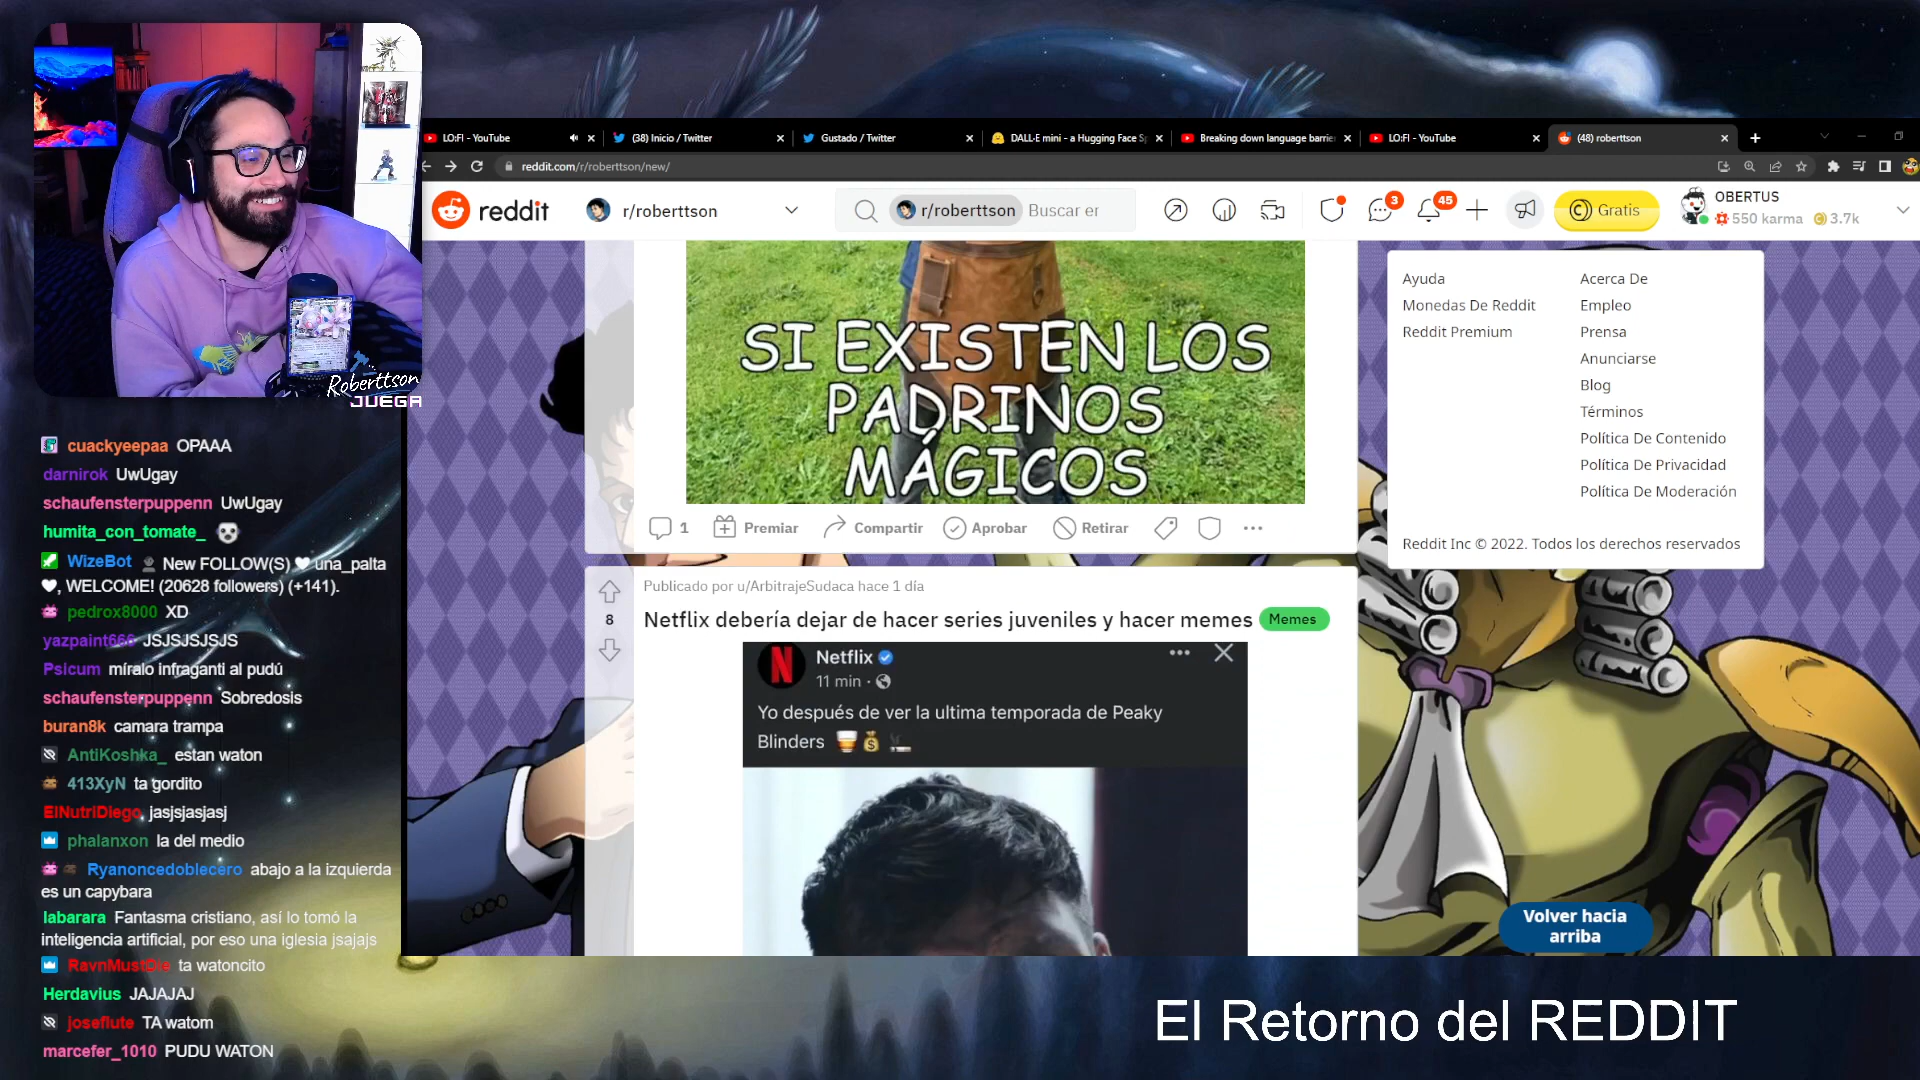 Roberttson
JUEGA
cuackyeepaa OPAAA
darnirok UwUgay
schaufensterpuppenn UwUgay
humita_con_tomate_
WizeBot New FOLLOW(S) una_palta
, WELCOME! (20628 followers) (+141).
pedrox8000 XD
yazpaint666 JSJSJSJSJS
Psicum míralo infraganti al pudú
schaufensterpuppenn Sobredosis
buran8k camara trampa
AntiKoshka_ estan waton
413XyN ta gordito
ElNutriDiego, jasjsjasjasj
phalanxon la del medio
Ryanoncedoblecero abajo a la izquierda
es un capybara
labarara Fantasma cristiano, así lo tomó la
inteligencia artificial, por eso una iglesia jsajajs
RavnMustDie ta watoncito
Herdavius JAJAJAJ
joseflute TA watom
marcefer_1010 PUDU WATON
LO:FI - YouTube
(38) Inicio / Twitter
Gustado / Twitter
DALL·E mini - a Hugging Face Sp
Breaking down language barrie
LO:FI - YouTube
(48) roberttson
reddit.com/r/roberttson/new/
reddit
r/roberttson
r/roberttson Buscar en
3
45
Gratis
OBERTUS
550 karma 3.7k
SI EXISTEN LOS
PADRINOS
MÁGICOS
1 Premiar Compartir Aprobar Retirar
8
Publicado por u/ArbitrajeSudaca hace 1 día
Netflix debería dejar de hacer series juveniles y hacer memes Memes
Netflix
11 min ·
Yo después de ver la ultima temporada de Peaky
Blinders
Ayuda
Monedas De Reddit
Reddit Premium
Acerca De
Empleo
Prensa
Anunciarse
Blog
Términos
Política De Contenido
Política De Privacidad
Política De Moderación
Reddit Inc © 2022. Todos los derechos reservados
Volver hacia
arriba
El Retorno del REDDIT